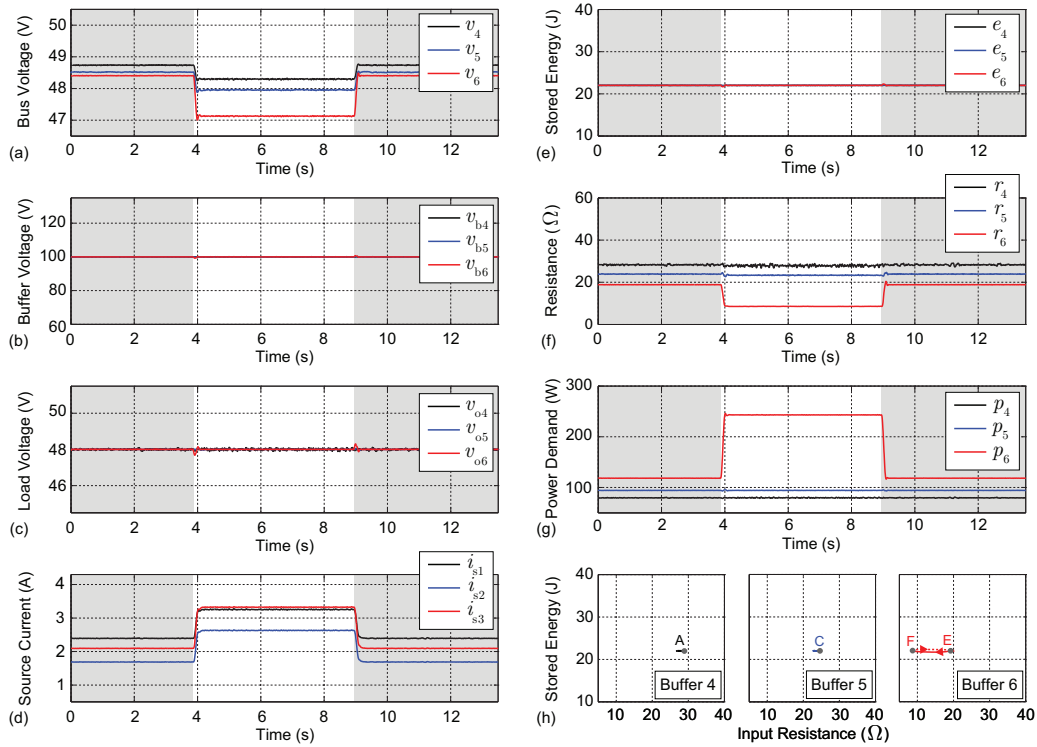 50
49
48
47
Bus Voltage (V)
v4
v5
v6
0 2 4 6 8 10 12
(a)
Time (s)
120
100
80
60
Buffer Voltage (V)
vb4
vb5
vb6
0 2 4 6 8 10 12
(b)
Time (s)
50
48
46
Load Voltage (V)
vo4
vo5
vo6
0 2 4 6 8 10 12
(c)
Time (s)
4
3
2
1
Source Current (A)
is1
is2
is3
0 2 4 6 8 10 12
(d)
Time (s)
40
30
20
10
Stored Energy (J)
e4
e5
e6
0 2 4 6 8 10 12
(e)
Time (s)
60
40
20
0
Resistance (Ω)
r4
r5
r6
0 2 4 6 8 10 12
(f)
Time (s)
300
200
100
Power Demand (W)
p4
p5
p6
0 2 4 6 8 10 12
(g)
Time (s)
40
30
20
10
Stored Energy (J)
A
C
F E
Buffer 4
Buffer 5
Buffer 6
(h)
10 20 30 40 10 20 30 40 10 20 30 40
Input Resistance (Ω)